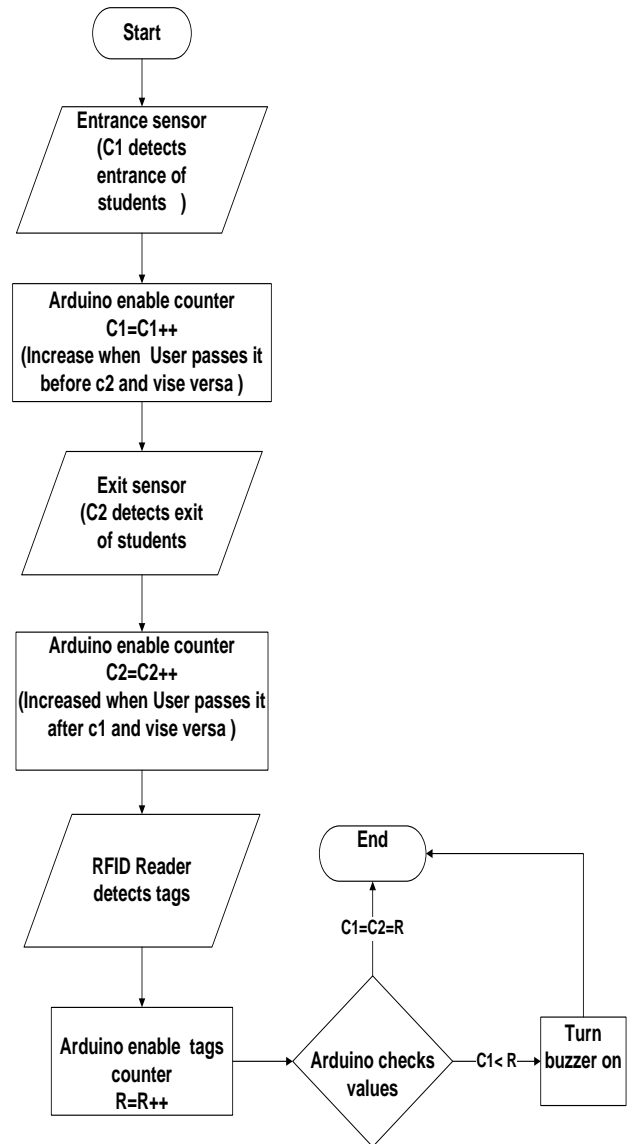 Start
Entrance sensor
(C1 detects
entrance of
students )
Arduino enable counter
C1=C1++
(Increase when User passes it
before c2 and vise versa )
Exit sensor
(C2 detects exit
of students
Arduino enable counter
C2=C2++
(Increased when User passes it
after c1 and vise versa )
RFID Reader
detects tags
Arduino enable tags
counter
R=R++
Arduino checks
values
C1=C2=R
End
C1< R
Turn
buzzer on